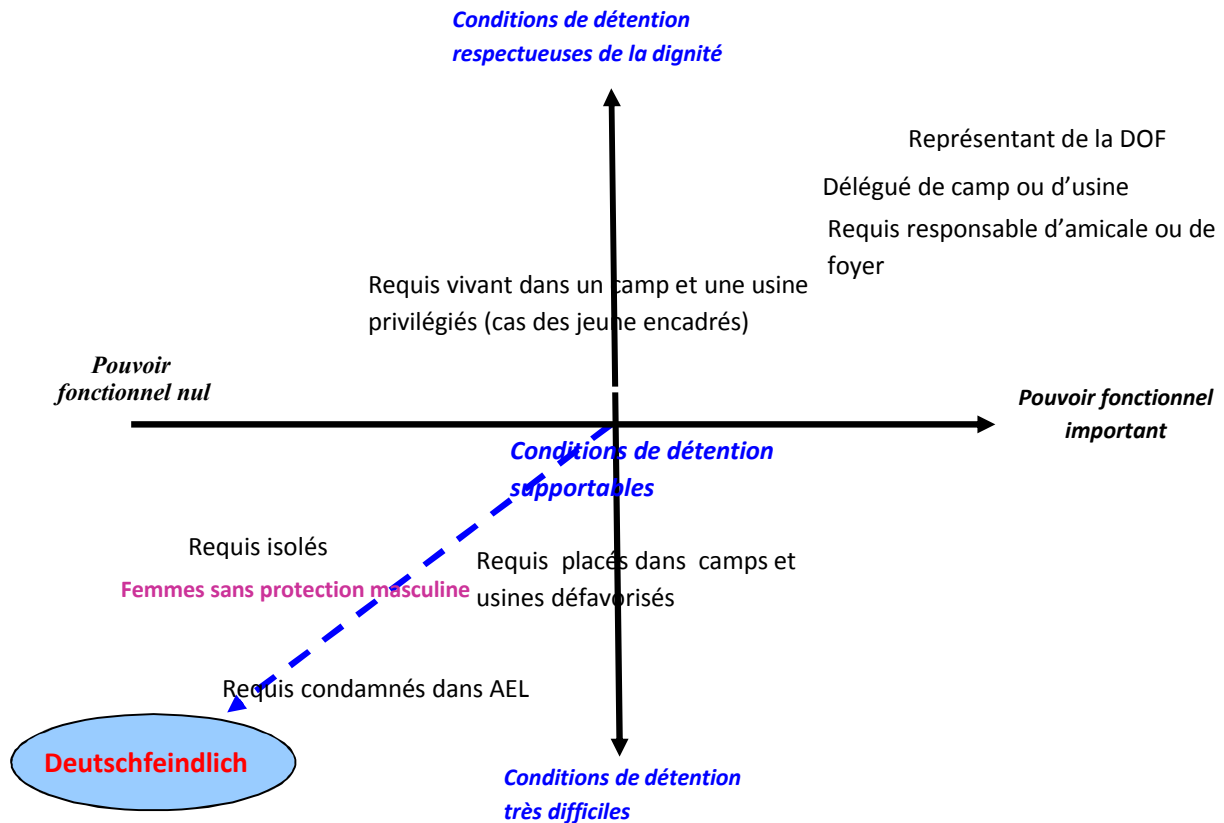 Conditions de détention
respectueuses de la dignité
Représentant de la DOF
Délégué de camp ou d’usine
Requis responsable d’amicale ou de
foyer
Requis vivant dans un camp et une usine
privilégiés (cas des jeune encadrés)
Pouvoir
fonctionnel nul
Pouvoir fonctionnel
important
Conditions de détention
supportables
Requis isolés
Femmes sans protection masculine
Requis placés dans camps et
usines défavorisés
Requis condamnés dans AEL
Deutschfeindlich
Conditions de détention
très difficiles